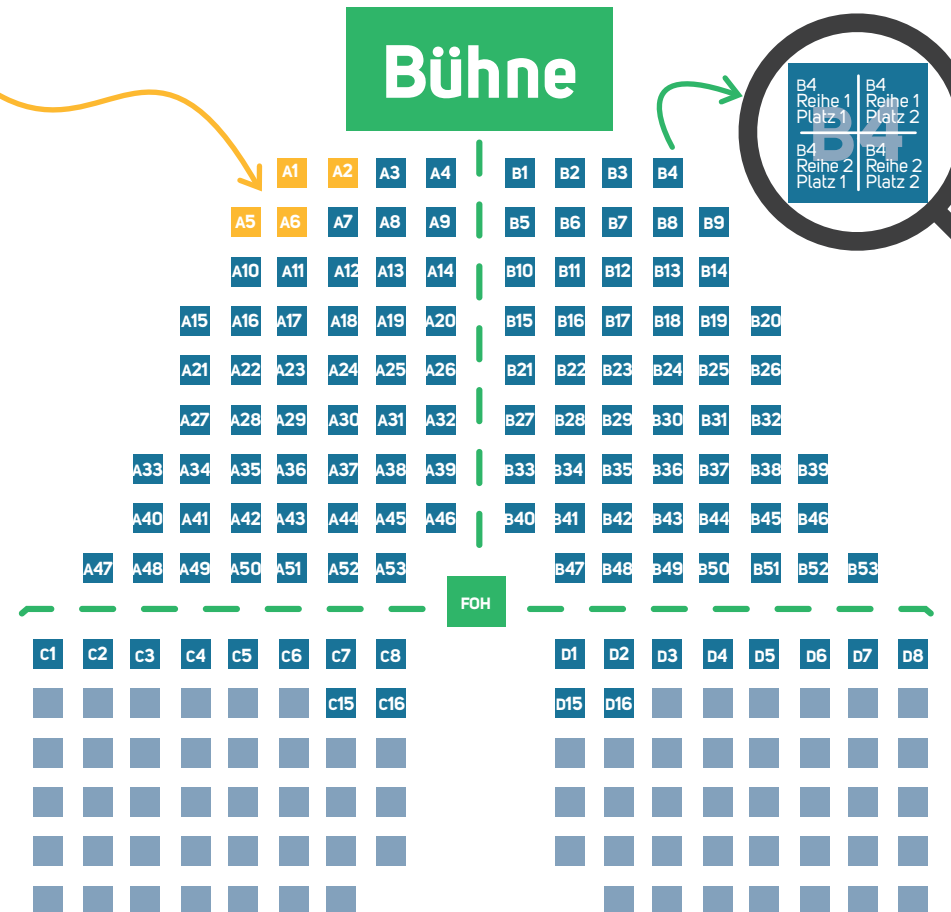 Bühne
B4
B4 Reihe 1 Platz 1
B4 Reihe 1 Platz 2
B4 Reihe 2 Platz 1
B4 Reihe 2 Platz 2
A1 A2 A3 A4 B1 B2 B3 B4
A5 A6 A7 A8 A9 B5 B6 B7 B8 B9
A10 A11 A12 A13 A14 B10 B11 B12 B13 B14
A15 A16 A17 A18 A19 A20 B15 B16 B17 B18 B19 B20
A21 A22 A23 A24 A25 A26 B21 B22 B23 B24 B25 B26
A27 A28 A29 A30 A31 A32 B27 B28 B29 B30 B31 B32
A33 A34 A35 A36 A37 A38 A39 B33 B34 B35 B36 B37 B38 B39
A40 A41 A42 A43 A44 A45 A46 B40 B41 B42 B43 B44 B45 B46
A47 A48 A49 A50 A51 A52 A53 B47 B48 B49 B50 B51 B52 B53
FOH
C1 C2 C3 C4 C5 C6 C7 C8 D1 D2 D3 D4 D5 D6 D7 D8
C15 C16 D15 D16